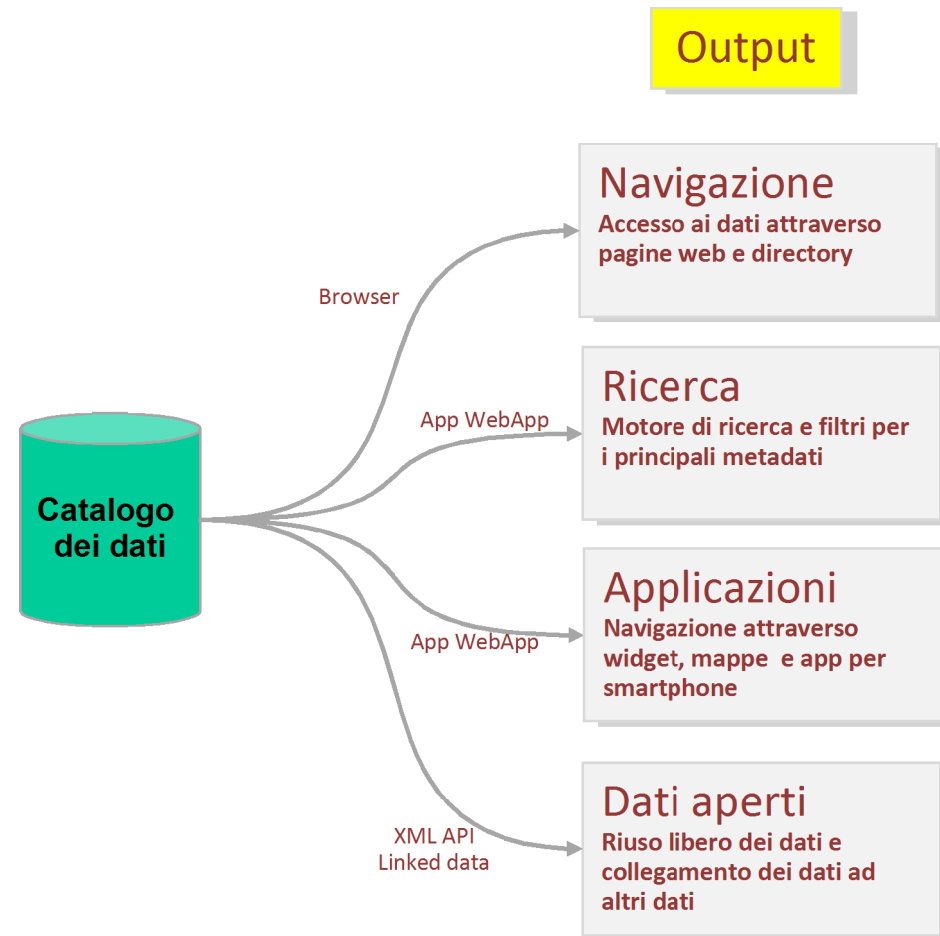 Output
Navigazione
Accesso ai dati attraverso
pagine web e directory
Browser
Ricerca
Motore di ricerca e filtri per
i principali metadati
App WebApp
Catalogo
dei dati
Applicazioni
Navigazione attraverso
widget, mappe e app per
smartphone
App WebApp
Dati aperti
Riuso libero dei dati e
collegamento dei dati ad
altri dati
XML API
Linked data